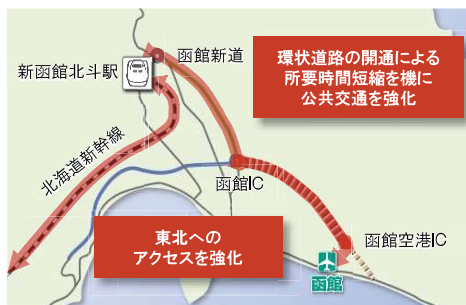 函館新道
新函館北斗駅
環状道路の開通による
所要時間短縮を機に
公共交通を強化
北海道新幹線
函館IC
東北への
アクセスを強化
函館空港IC
函館